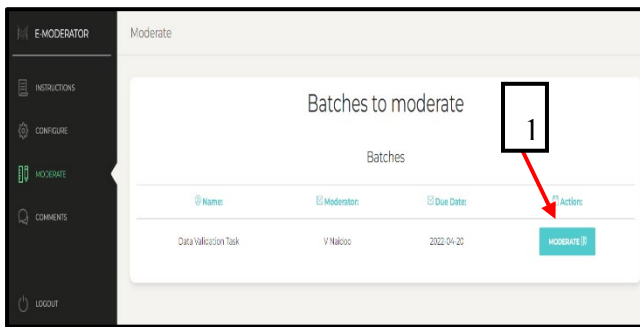 E-MODERATOR
Moderate
INSTRUCTIONS
CONFIGURE
MODERATE
COMMENTS
LOGOUT
Batches to moderate
1
Batches
Name: Moderator: Due Date: Action:
Data Validation Task V Naidoo 2022-04-20 MODERATE